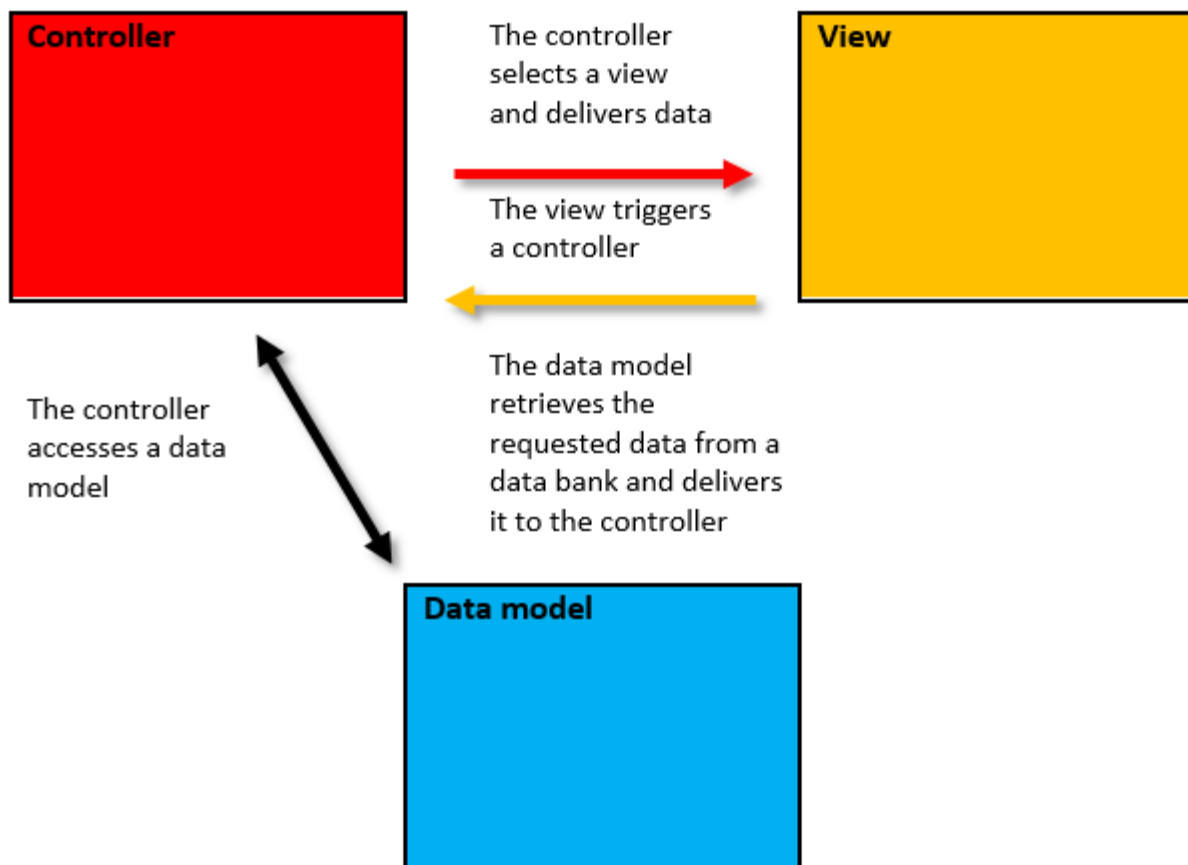 Controller
The controller
selects a view
and delivers data
View
The view triggers
a controller
The controller
accesses a data
model
The data model
retrieves the
requested data from a
data bank and delivers
it to the controller
Data model